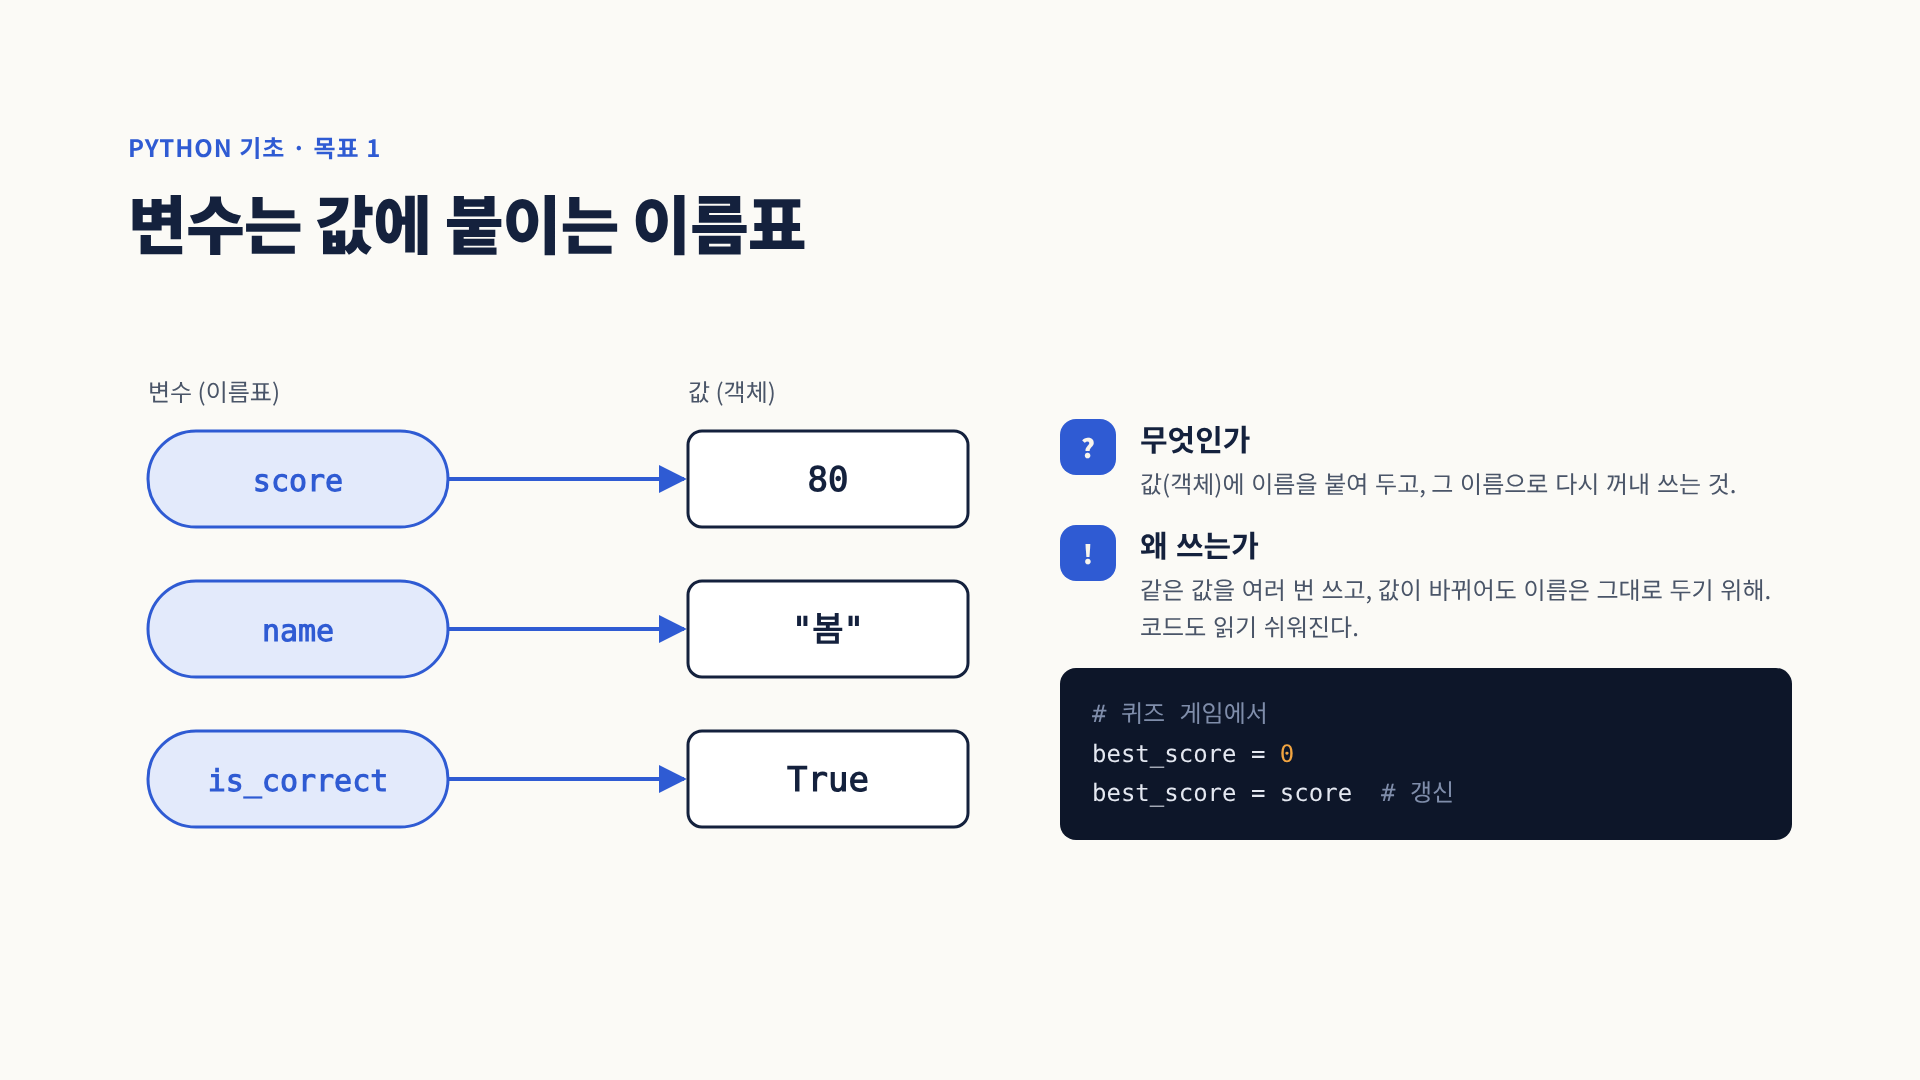 PYTHON 기초 · 목표 1
변수는 값에 붙이는 이름표
변수 (이름표)
값 (객체)
score
80
name
"봄"
is_correct
True
?
무엇인가
값(객체)에 이름을 붙여 두고, 그 이름으로 다시 꺼내 쓰는 것.
!
왜 쓰는가
같은 값을 여러 번 쓰고, 값이 바뀌어도 이름은 그대로 두기 위해.
코드도 읽기 쉬워진다.
# 퀴즈 게임에서
best_score = 0
best_score = score  # 갱신